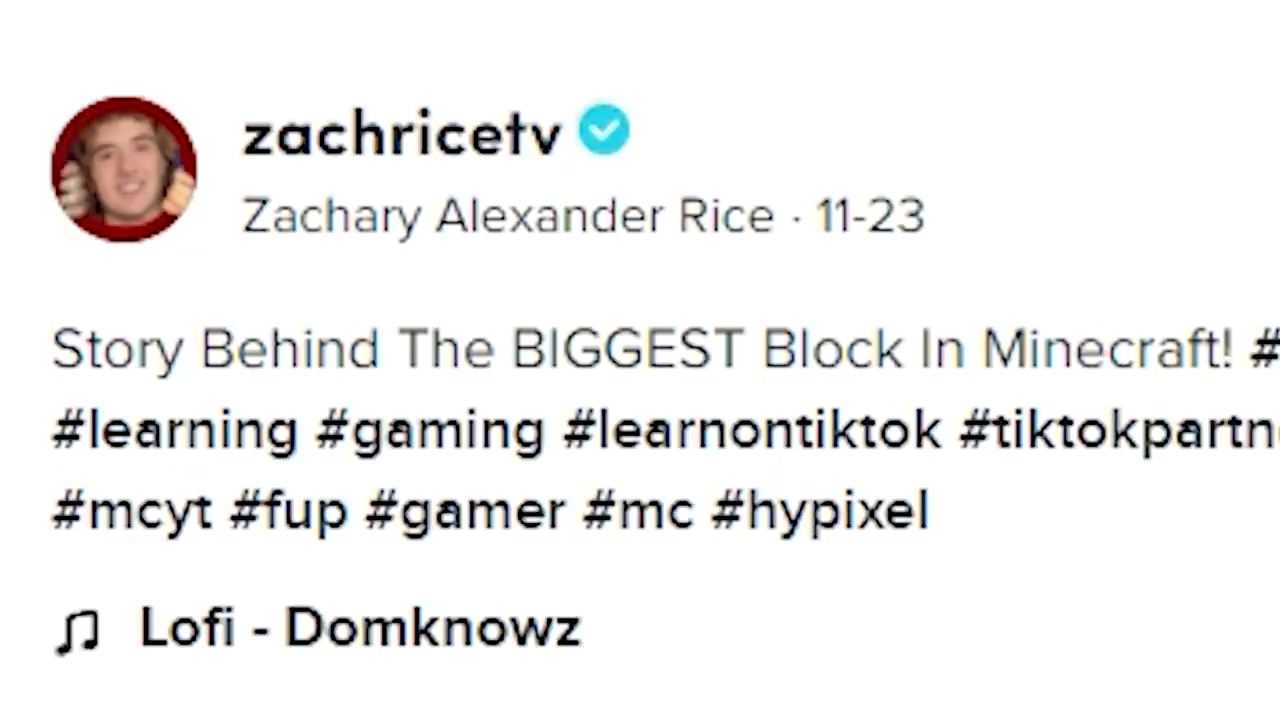 zachricetv
Zachary Alexander Rice · 11-23
Story Behind The BIGGEST Block In Minecraft! #
#learning #gaming #learnontiktok #tiktokpartn
#mcyt #fup #gamer #mc #hypixel
Lofi - Domknowz